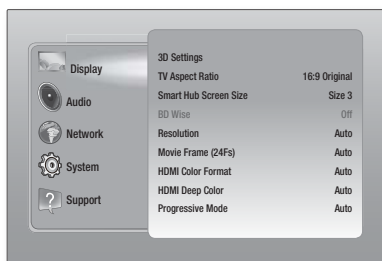 Display
Audio
Network
System
Support
3D Settings
TV Aspect Ratio 16:9 Original
Smart Hub Screen Size Size 3
BD Wise Off
Resolution Auto
Movie Frame (24Fs) Auto
HDMI Color Format Auto
HDMI Deep Color Auto
Progressive Mode Auto